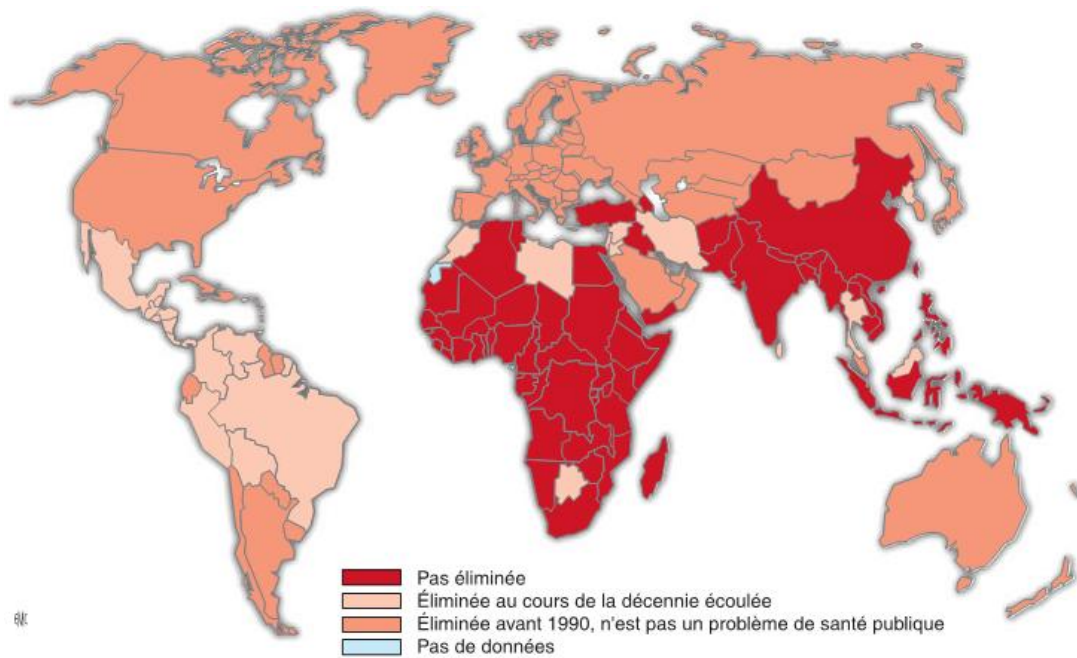 Pas éliminée
Éliminée au cours de la décennie écoulée
Éliminée avant 1990, n'est pas un problème de santé publique
Pas de données